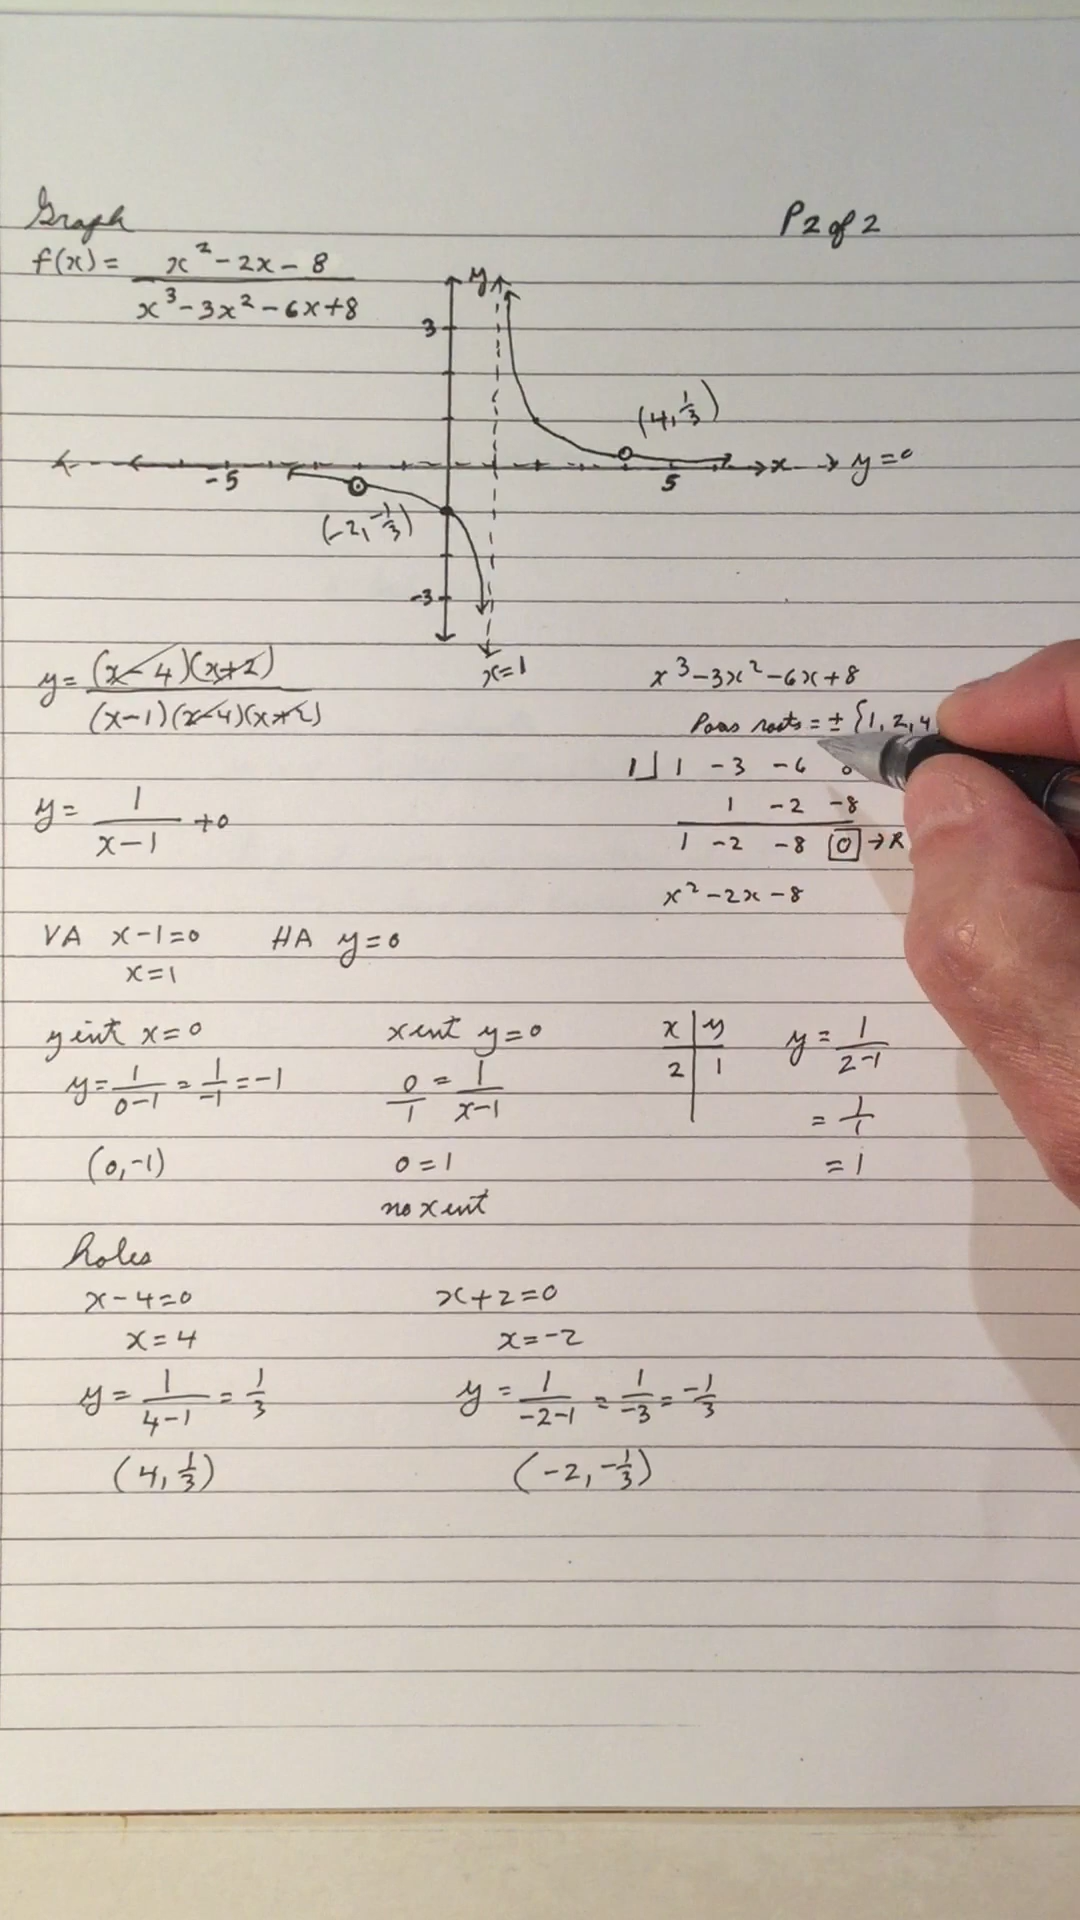 Graph
P2 of 2
f(x) = (x² - 2x - 8)/(x³ - 3x² - 6x + 8)
y
3
(4, 1/3)
-5
5
x
y = 0
(-2, -1/3)
-3
x = 1
y = (x-4)(x+2)/((x-1)(x-4)(x+2))
x³ - 3x² - 6x + 8
Poss roots = ± {1, 2, 4
1 | 1 -3 -6
1 -2 -8
1 -2 -8 0 → R
x² - 2x - 8
y = 1/(x-1) + 0
VA x - 1 = 0
x = 1
HA y = 0
y int x = 0
y = 1/(0-1) = 1/-1 = -1
(0, -1)
x int y = 0
0/1 = 1/(x-1)
0 = 1
no x int
x y
2 1
y = 1/(2-1)
= 1/1
= 1
holes
x - 4 = 0
x = 4
y = 1/(4-1) = 1/3
(4, 1/3)
x + 2 = 0
x = -2
y = 1/(-2-1) = 1/-3 = -1/3
(-2, -1/3)